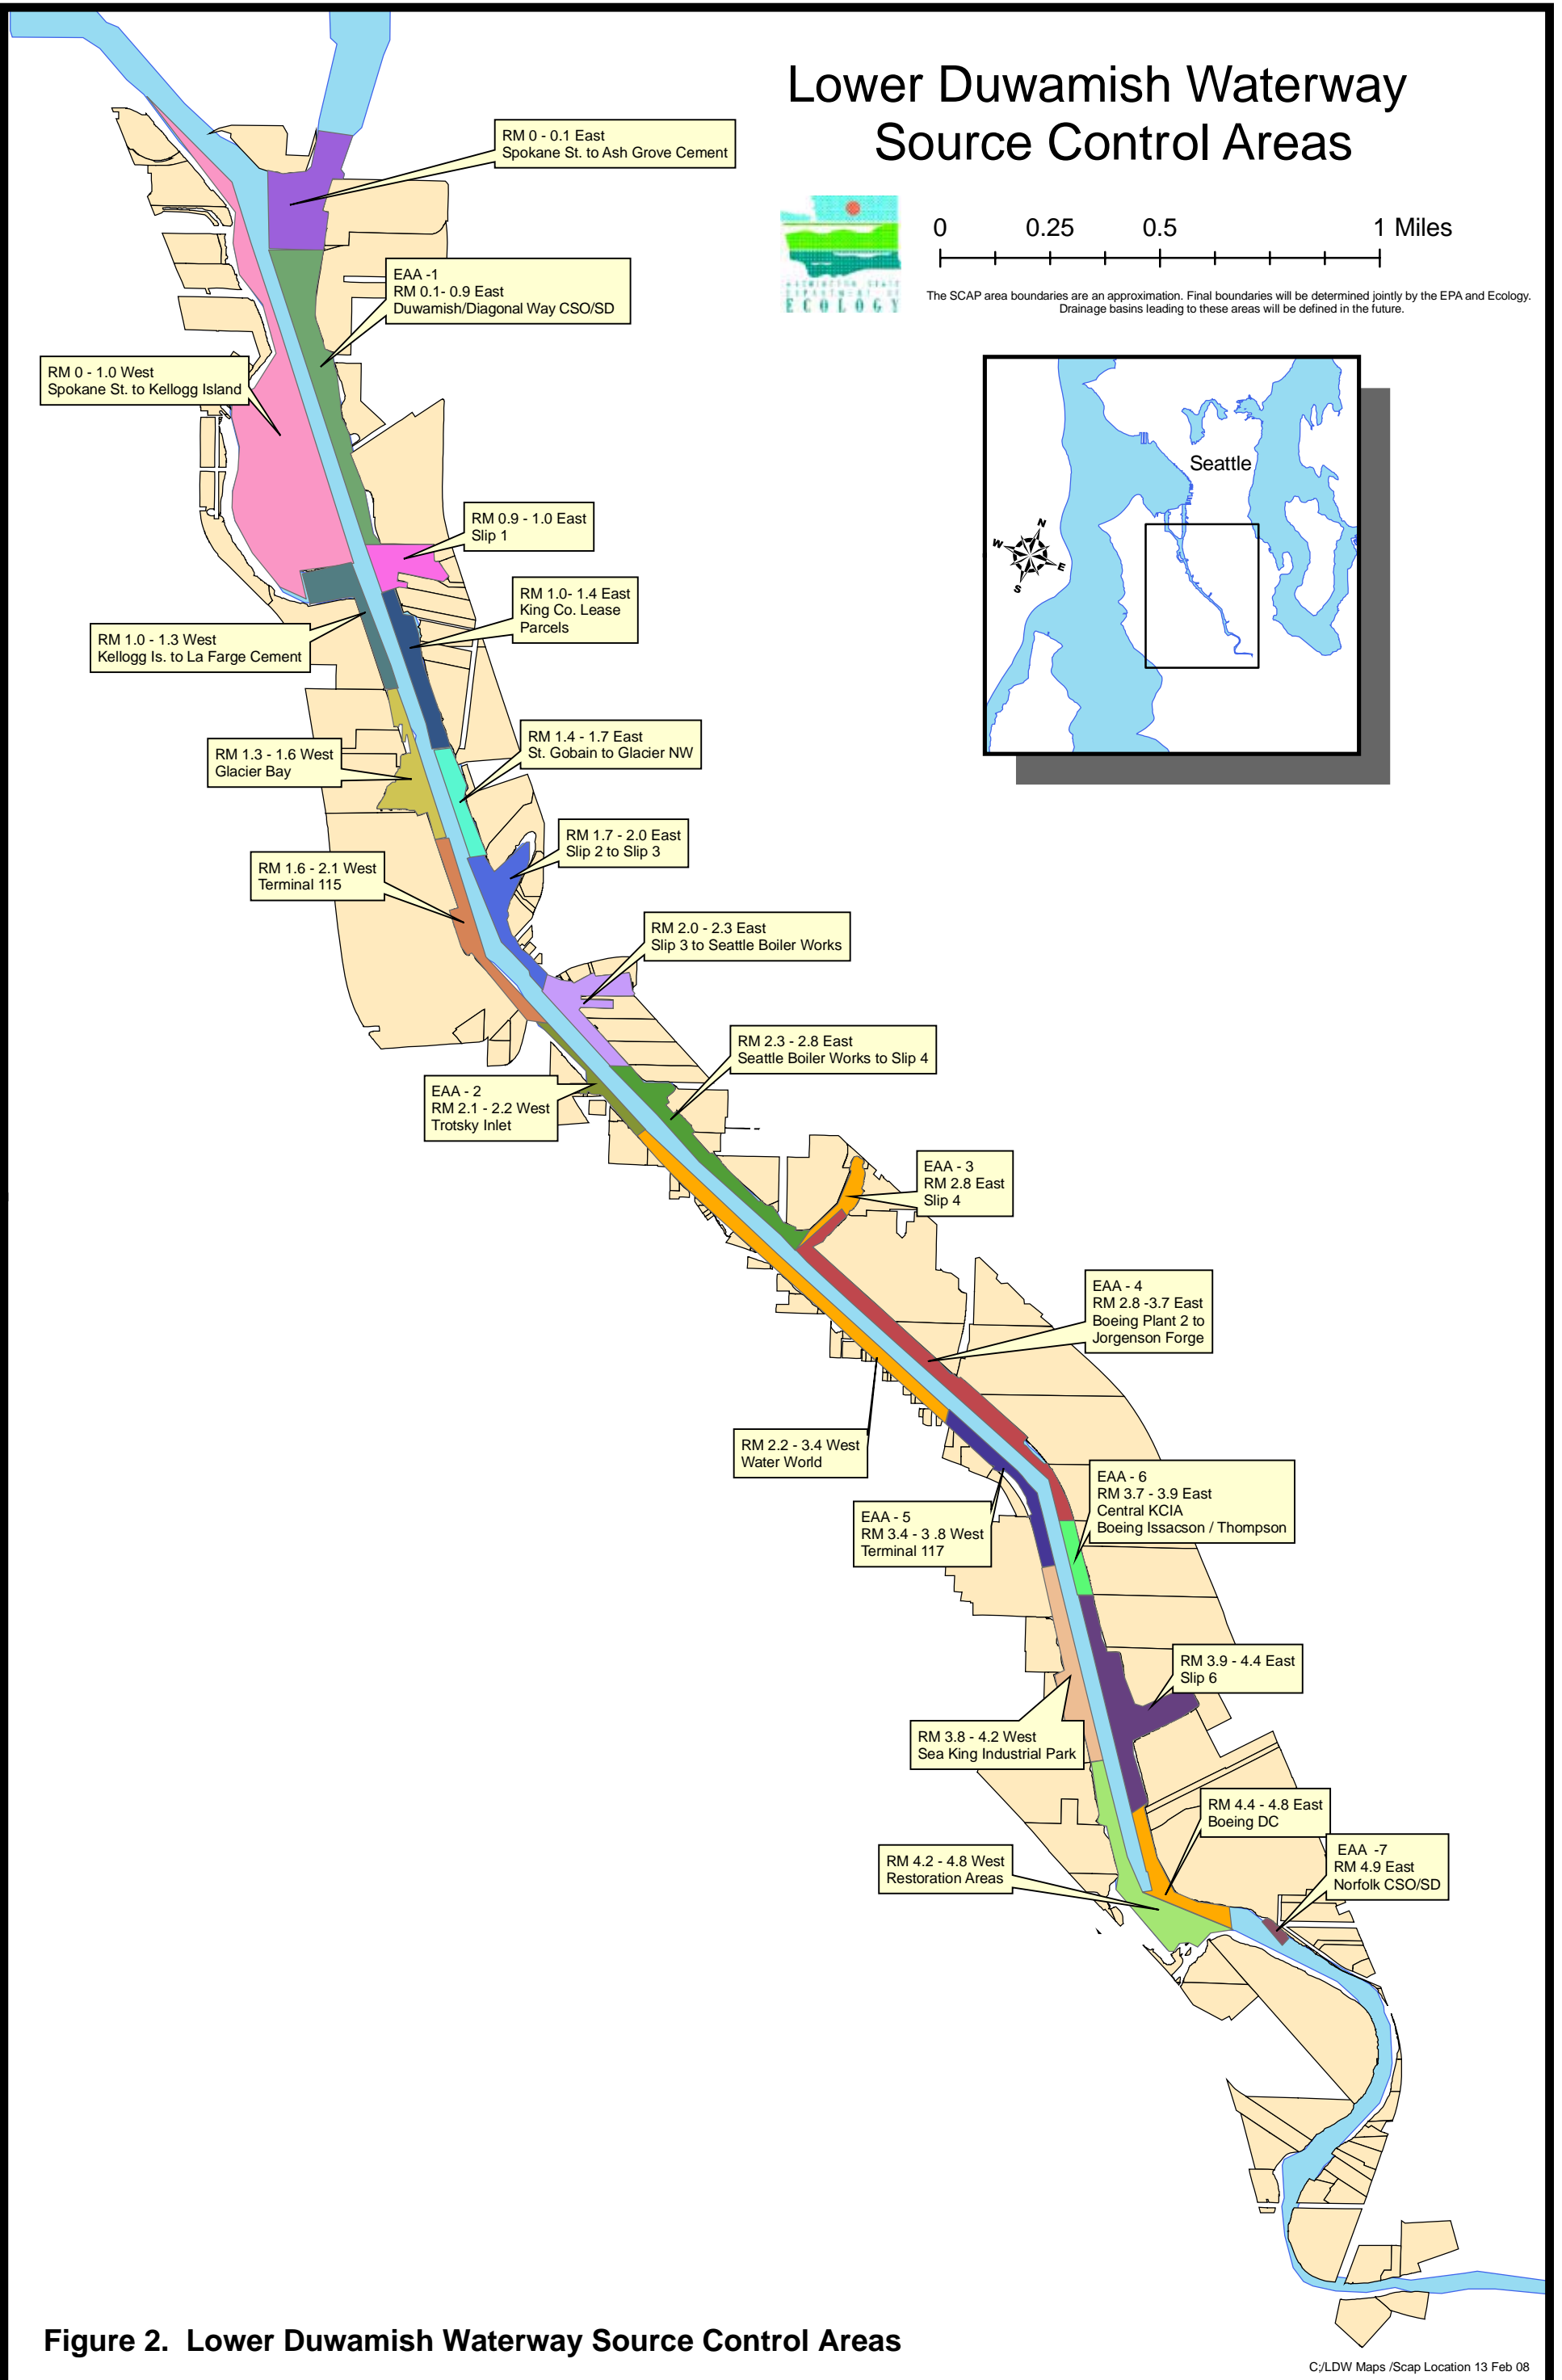 Lower Duwamish Waterway
Source Control Areas
0 0.25 0.5 1 Miles
WASHINGTON STATE
DEPARTMENT OF
ECOLOGY
The SCAP area boundaries are an approximation. Final boundaries will be determined jointly by the EPA and Ecology.
Drainage basins leading to these areas will be defined in the future.
Seattle
N
W
E
S
RM 0 - 0.1 East
Spokane St. to Ash Grove Cement
EAA -1
RM 0.1- 0.9 East
Duwamish/Diagonal Way CSO/SD
RM 0 - 1.0 West
Spokane St. to Kellogg Island
RM 0.9 - 1.0 East
Slip 1
RM 1.0- 1.4 East
King Co. Lease
Parcels
RM 1.0 - 1.3 West
Kellogg Is. to La Farge Cement
RM 1.4 - 1.7 East
St. Gobain to Glacier NW
RM 1.3 - 1.6 West
Glacier Bay
RM 1.7 - 2.0 East
Slip 2 to Slip 3
RM 1.6 - 2.1 West
Terminal 115
RM 2.0 - 2.3 East
Slip 3 to Seattle Boiler Works
RM 2.3 - 2.8 East
Seattle Boiler Works to Slip 4
EAA - 2
RM 2.1 - 2.2 West
Trotsky Inlet
EAA - 3
RM 2.8 East
Slip 4
EAA - 4
RM 2.8 -3.7 East
Boeing Plant 2 to
Jorgenson Forge
RM 2.2 - 3.4 West
Water World
EAA - 6
RM 3.7 - 3.9 East
Central KCIA
Boeing Issacson / Thompson
EAA - 5
RM 3.4 - 3 .8 West
Terminal 117
RM 3.9 - 4.4 East
Slip 6
RM 3.8 - 4.2 West
Sea King Industrial Park
RM 4.4 - 4.8 East
Boeing DC
EAA -7
RM 4.9 East
Norfolk CSO/SD
RM 4.2 - 4.8 West
Restoration Areas
Figure 2. Lower Duwamish Waterway Source Control Areas
C:/LDW Maps /Scap Location 13 Feb 08